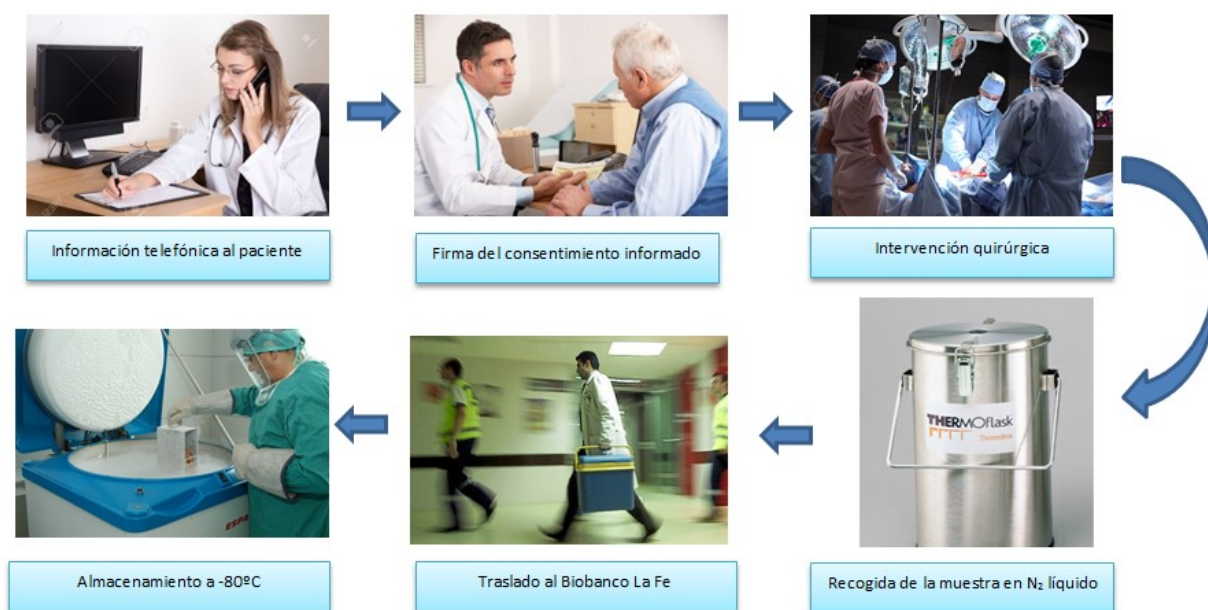 Información telefónica al paciente
Firma del consentimiento informado
Intervención quirúrgica
THERMOflask
Recogida de la muestra en N₂ líquido
Traslado al Biobanco La Fe
Almacenamiento a -80ºC